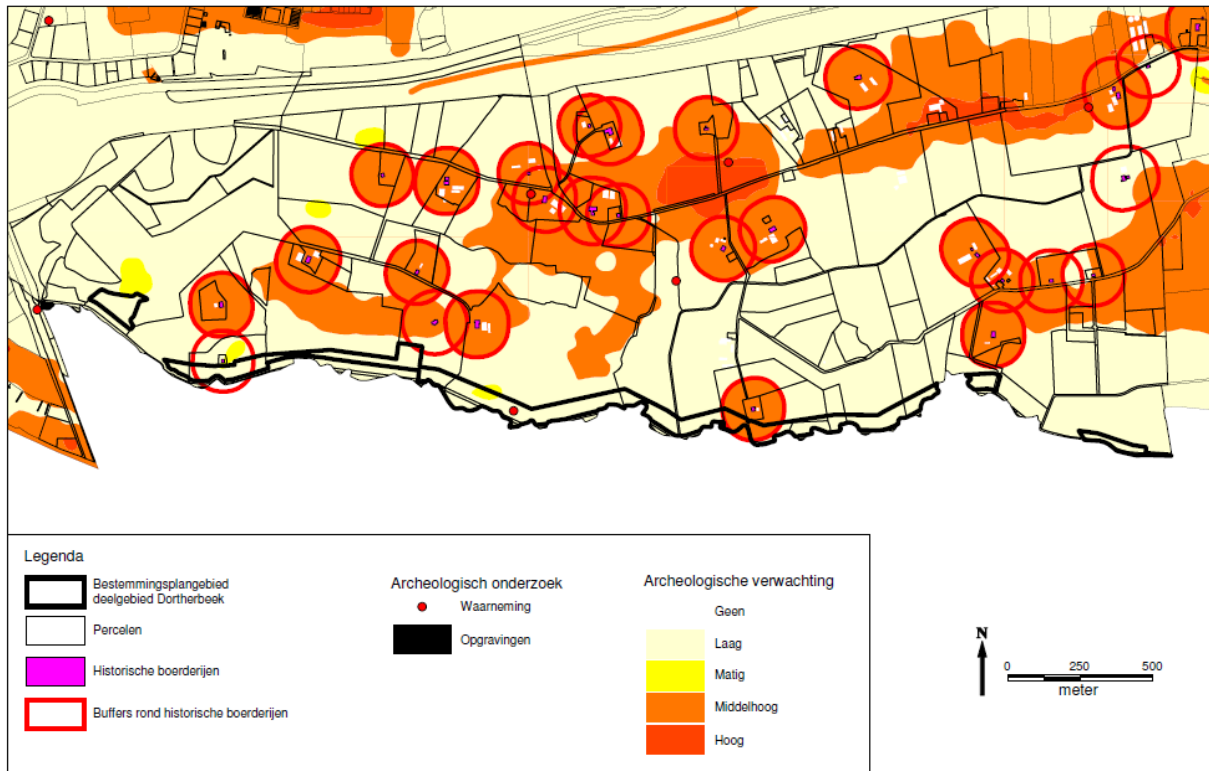 Legenda
Bestemmingsplangebied
deelgebied Dortherbeek
Percelen
Historische boerderijen
Buffers rond historische boerderijen
Archeologisch onderzoek
Waarneming
Opgravingen
Archeologische verwachting
Geen
Laag
Matig
Middelhoog
Hoog
N
0 250 500
meter